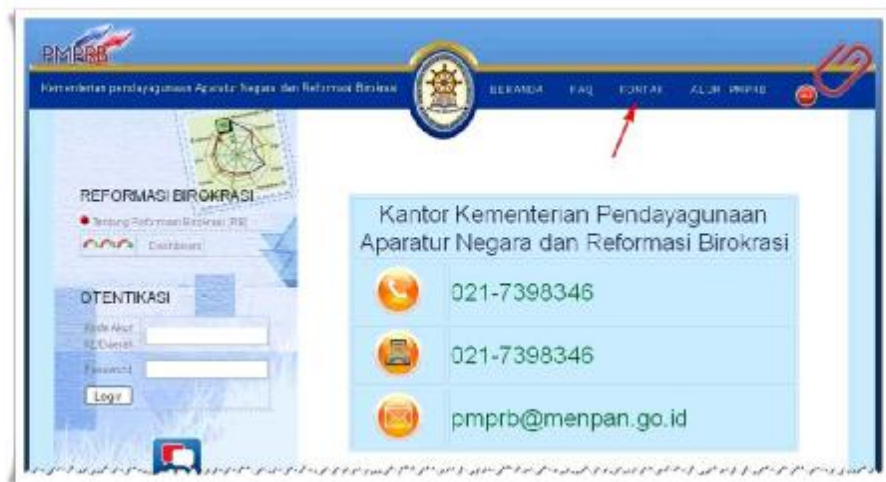 PMPRB
Kementerian pendayagunaan Aparatur Negara dan Reformasi Birokrasi
BERANDA FAQ KONTAK ALUR PMPRB
REFORMASI BIROKRASI
Tentang Reformasi Birokrasi (RB)
Dashboard
OTENTIKASI
Kode Akun
Password
Login
Kantor Kementerian Pendayagunaan
Aparatur Negara dan Reformasi Birokrasi
021-7398346
021-7398346
pmprb@menpan.go.id